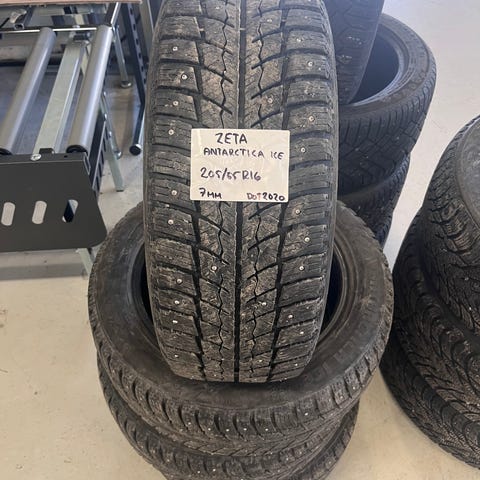 ZETA
ANTARCTICA ICE
205/55R16
7MM DOT2020